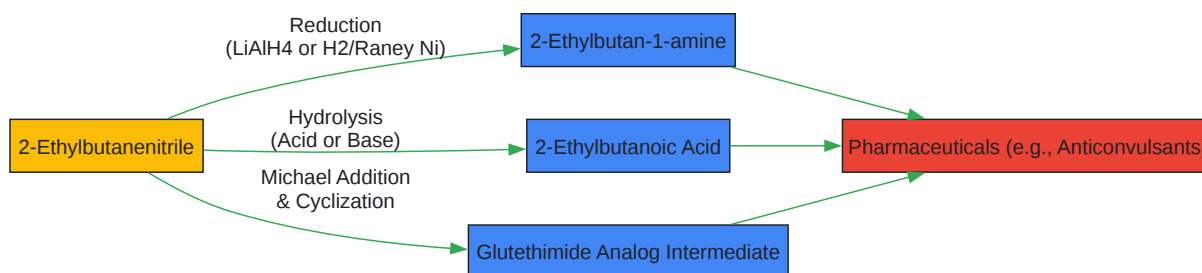 Reduction
(LiAlH4 or H2/Raney Ni)
2-Ethylbutan-1-amine
2-Ethylbutanenitrile
Hydrolysis
(Acid or Base)
2-Ethylbutanoic Acid
Pharmaceuticals (e.g., Anticonvulsants
Michael Addition
& Cyclization
Glutethimide Analog Intermediate